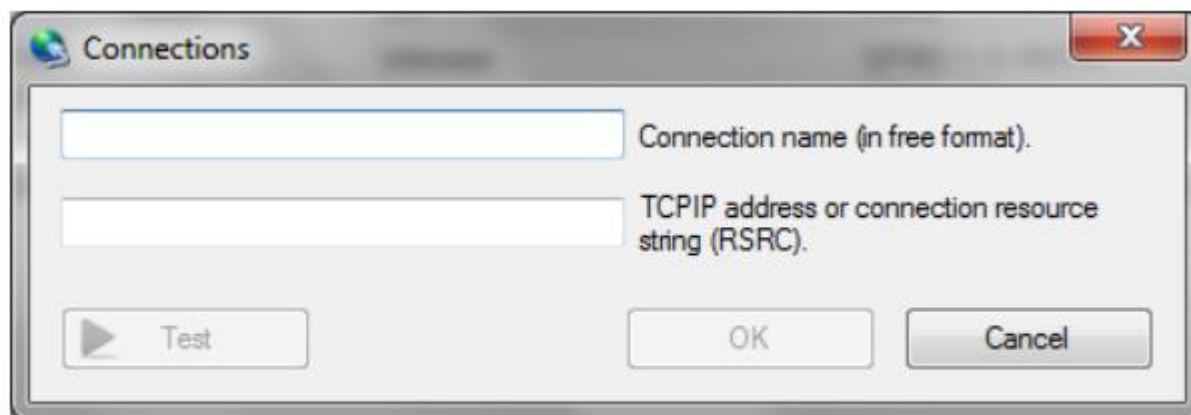 Connections
Connection name (in free format).
TCPIP address or connection resource
string (RSRC).
Test
OK
Cancel